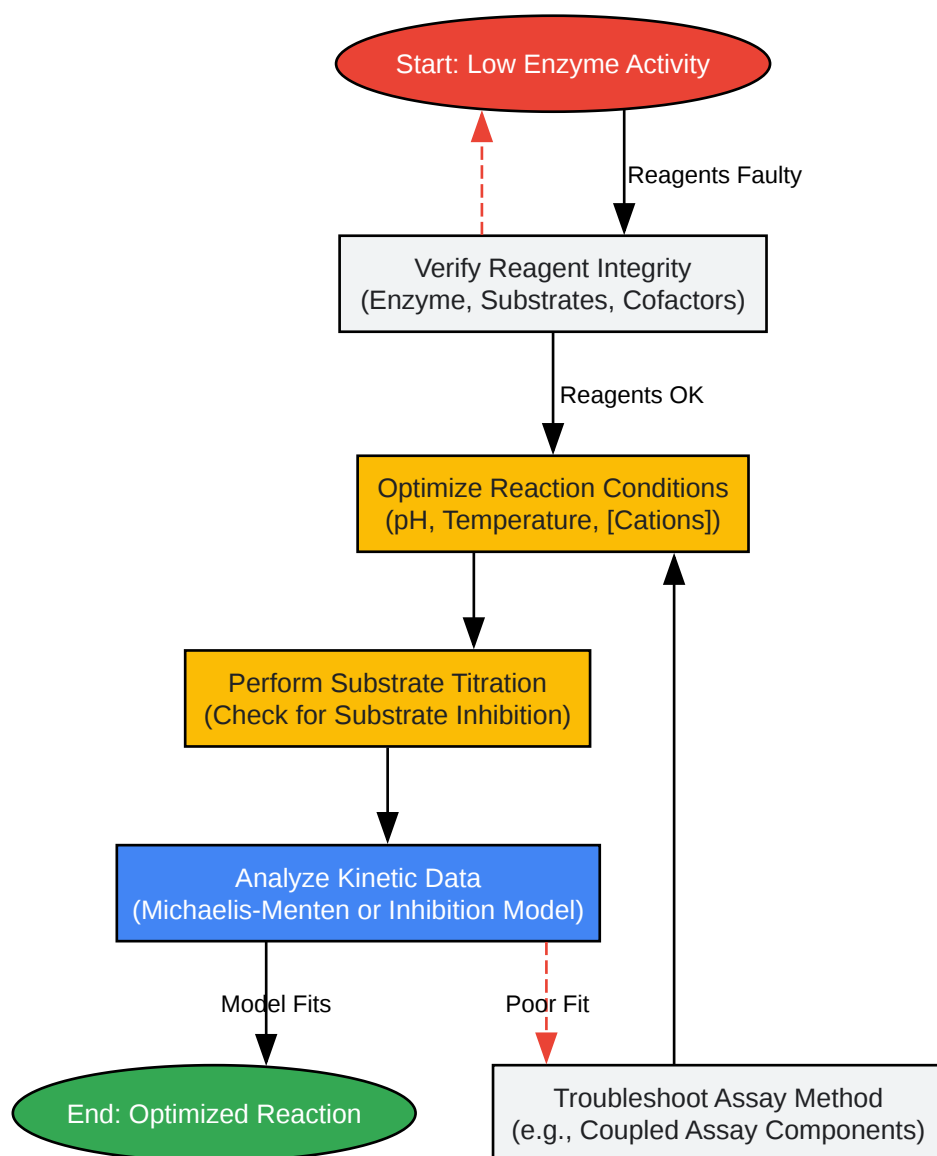 Start: Low Enzyme Activity
Reagents Faulty
Verify Reagent Integrity
(Enzyme, Substrates, Cofactors)
Reagents OK
Optimize Reaction Conditions
(pH, Temperature, [Cations])
Perform Substrate Titration
(Check for Substrate Inhibition)
Analyze Kinetic Data
(Michaelis-Menten or Inhibition Model)
Model Fits
Poor Fit
End: Optimized Reaction
Troubleshoot Assay Method
(e.g., Coupled Assay Components)